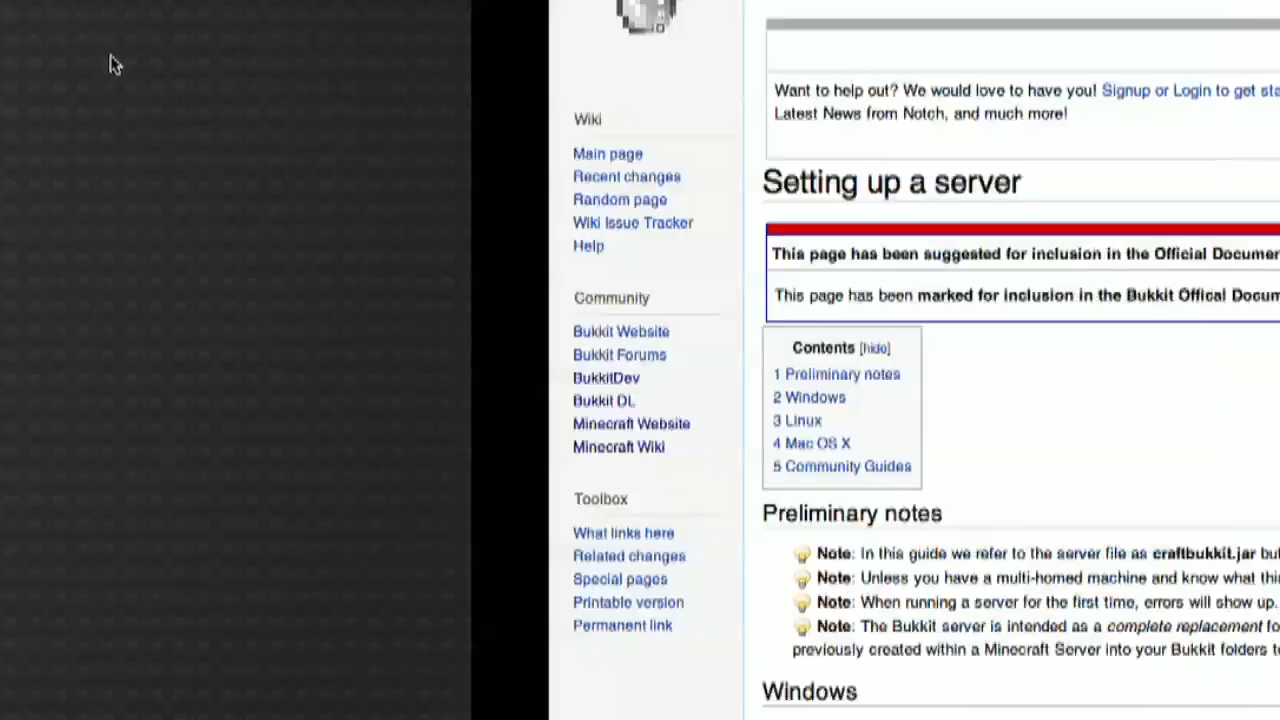 Wiki
Main page
Recent changes
Random page
Wiki Issue Tracker
Help
Community
Bukkit Website
Bukkit Forums
BukkitDev
Bukkit DL
Minecraft Website
Minecraft Wiki
Toolbox
What links here
Related changes
Special pages
Printable version
Permanent link
Want to help out? We would love to have you! Signup or Login to get sta
Latest News from Notch, and much more!
Setting up a server
This page has been suggested for inclusion in the Official Documen
This page has been marked for inclusion in the Bukkit Offical Docum
Contents [hide]
1 Preliminary notes
2 Windows
3 Linux
4 Mac OS X
5 Community Guides
Preliminary notes
Note: In this guide we refer to the server file as craftbukkit.jar but
Note: Unless you have a multi-homed machine and know what thi
Note: When running a server for the first time, errors will show up.
Note: The Bukkit server is intended as a complete replacement fo
previously created within a Minecraft Server into your Bukkit folders to
Windows